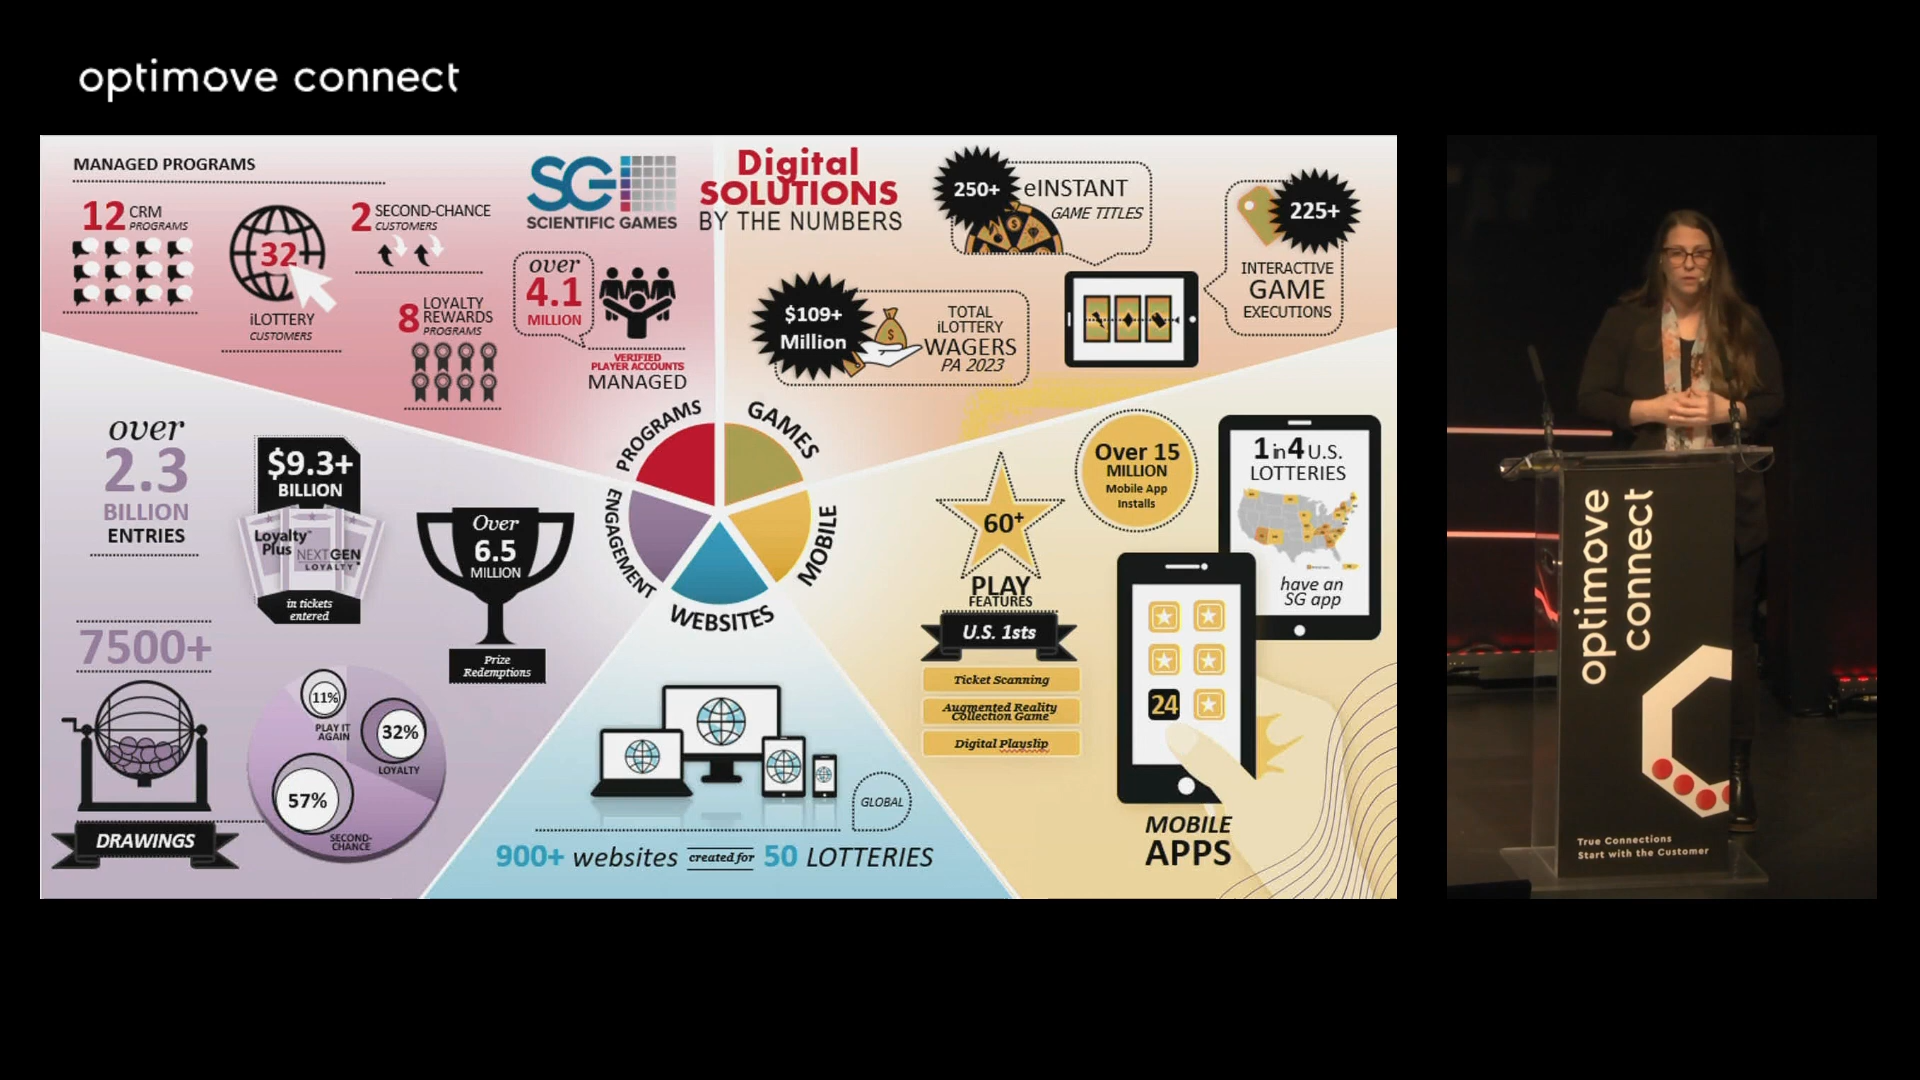 optimove connect
MANAGED PROGRAMS
12 CRM
PROGRAMS
32
iLOTTERY
CUSTOMERS
2 SECOND-CHANCE
CUSTOMERS
8 LOYALTY
REWARDS
PROGRAMS
SG
SCIENTIFIC GAMES
over
4.1
MILLION
VERIFIED
PLAYER ACCOUNTS
MANAGED
Digital
SOLUTIONS
BY THE NUMBERS
250+ eINSTANT
GAME TITLES
225+
INTERACTIVE
GAME
EXECUTIONS
$109+
Million
TOTAL
iLOTTERY
WAGERS
PA 2023
PROGRAMS
GAMES
MOBILE
WEBSITES
ENGAGEMENT
over
2.3
BILLION
ENTRIES
$9.3+
BILLION
Loyalty™
Plus
NEXTGEN
LOYALTY
in tickets
entered
Over
6.5
MILLION
Prize
Redemptions
7500+
DRAWINGS
11%
PLAY IT
AGAIN
32%
LOYALTY
57%
SECOND-
CHANCE
GLOBAL
900+ websites created for 50 LOTTERIES
60+
PLAY
FEATURES
U.S. 1sts
Ticket Scanning
Augmented Reality
Collection Game
Digital Playslip
Over 15
MILLION
Mobile App
Installs
1 in 4 U.S.
LOTTERIES
have an
SG app
24
MOBILE
APPS
optimove
connect
True Connections
Start with the Customer